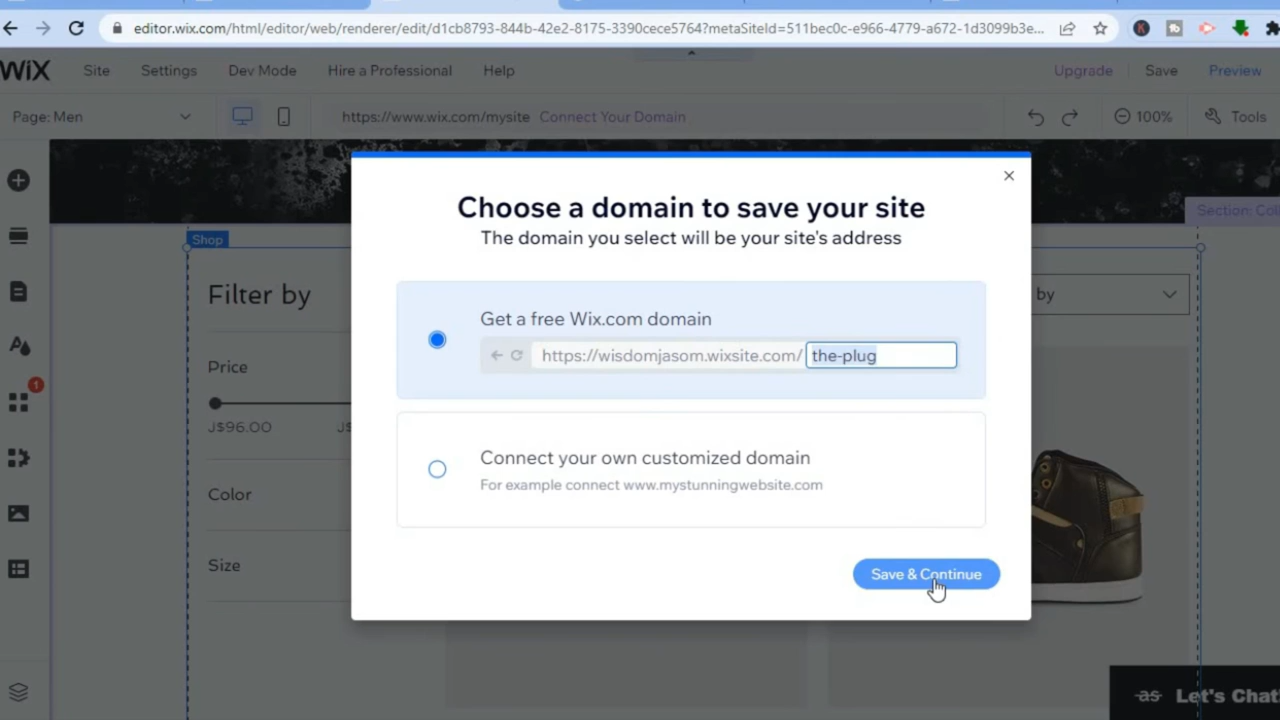 editor.wix.com/html/editor/web/renderer/edit/d1cb8793-844b-42e2-8175-3390cece5764?metaSiteId=511bec0c-e966-4779-a672-1d3099b3e...
WiX Site Settings Dev Mode Hire a Professional Help Upgrade Save Preview
Page: Men https://www.wix.com/mysite Connect Your Domain 100% Tools
Choose a domain to save your site
The domain you select will be your site's address
Section: Col
Shop
Filter by
by
Get a free Wix.com domain
https://wisdomjasom.wixsite.com/ the-plug
Price
1
J$96.00 J$
Connect your own customized domain
For example connect www.mystunningwebsite.com
Color
Size
Save & Continue
as Let's Chat!